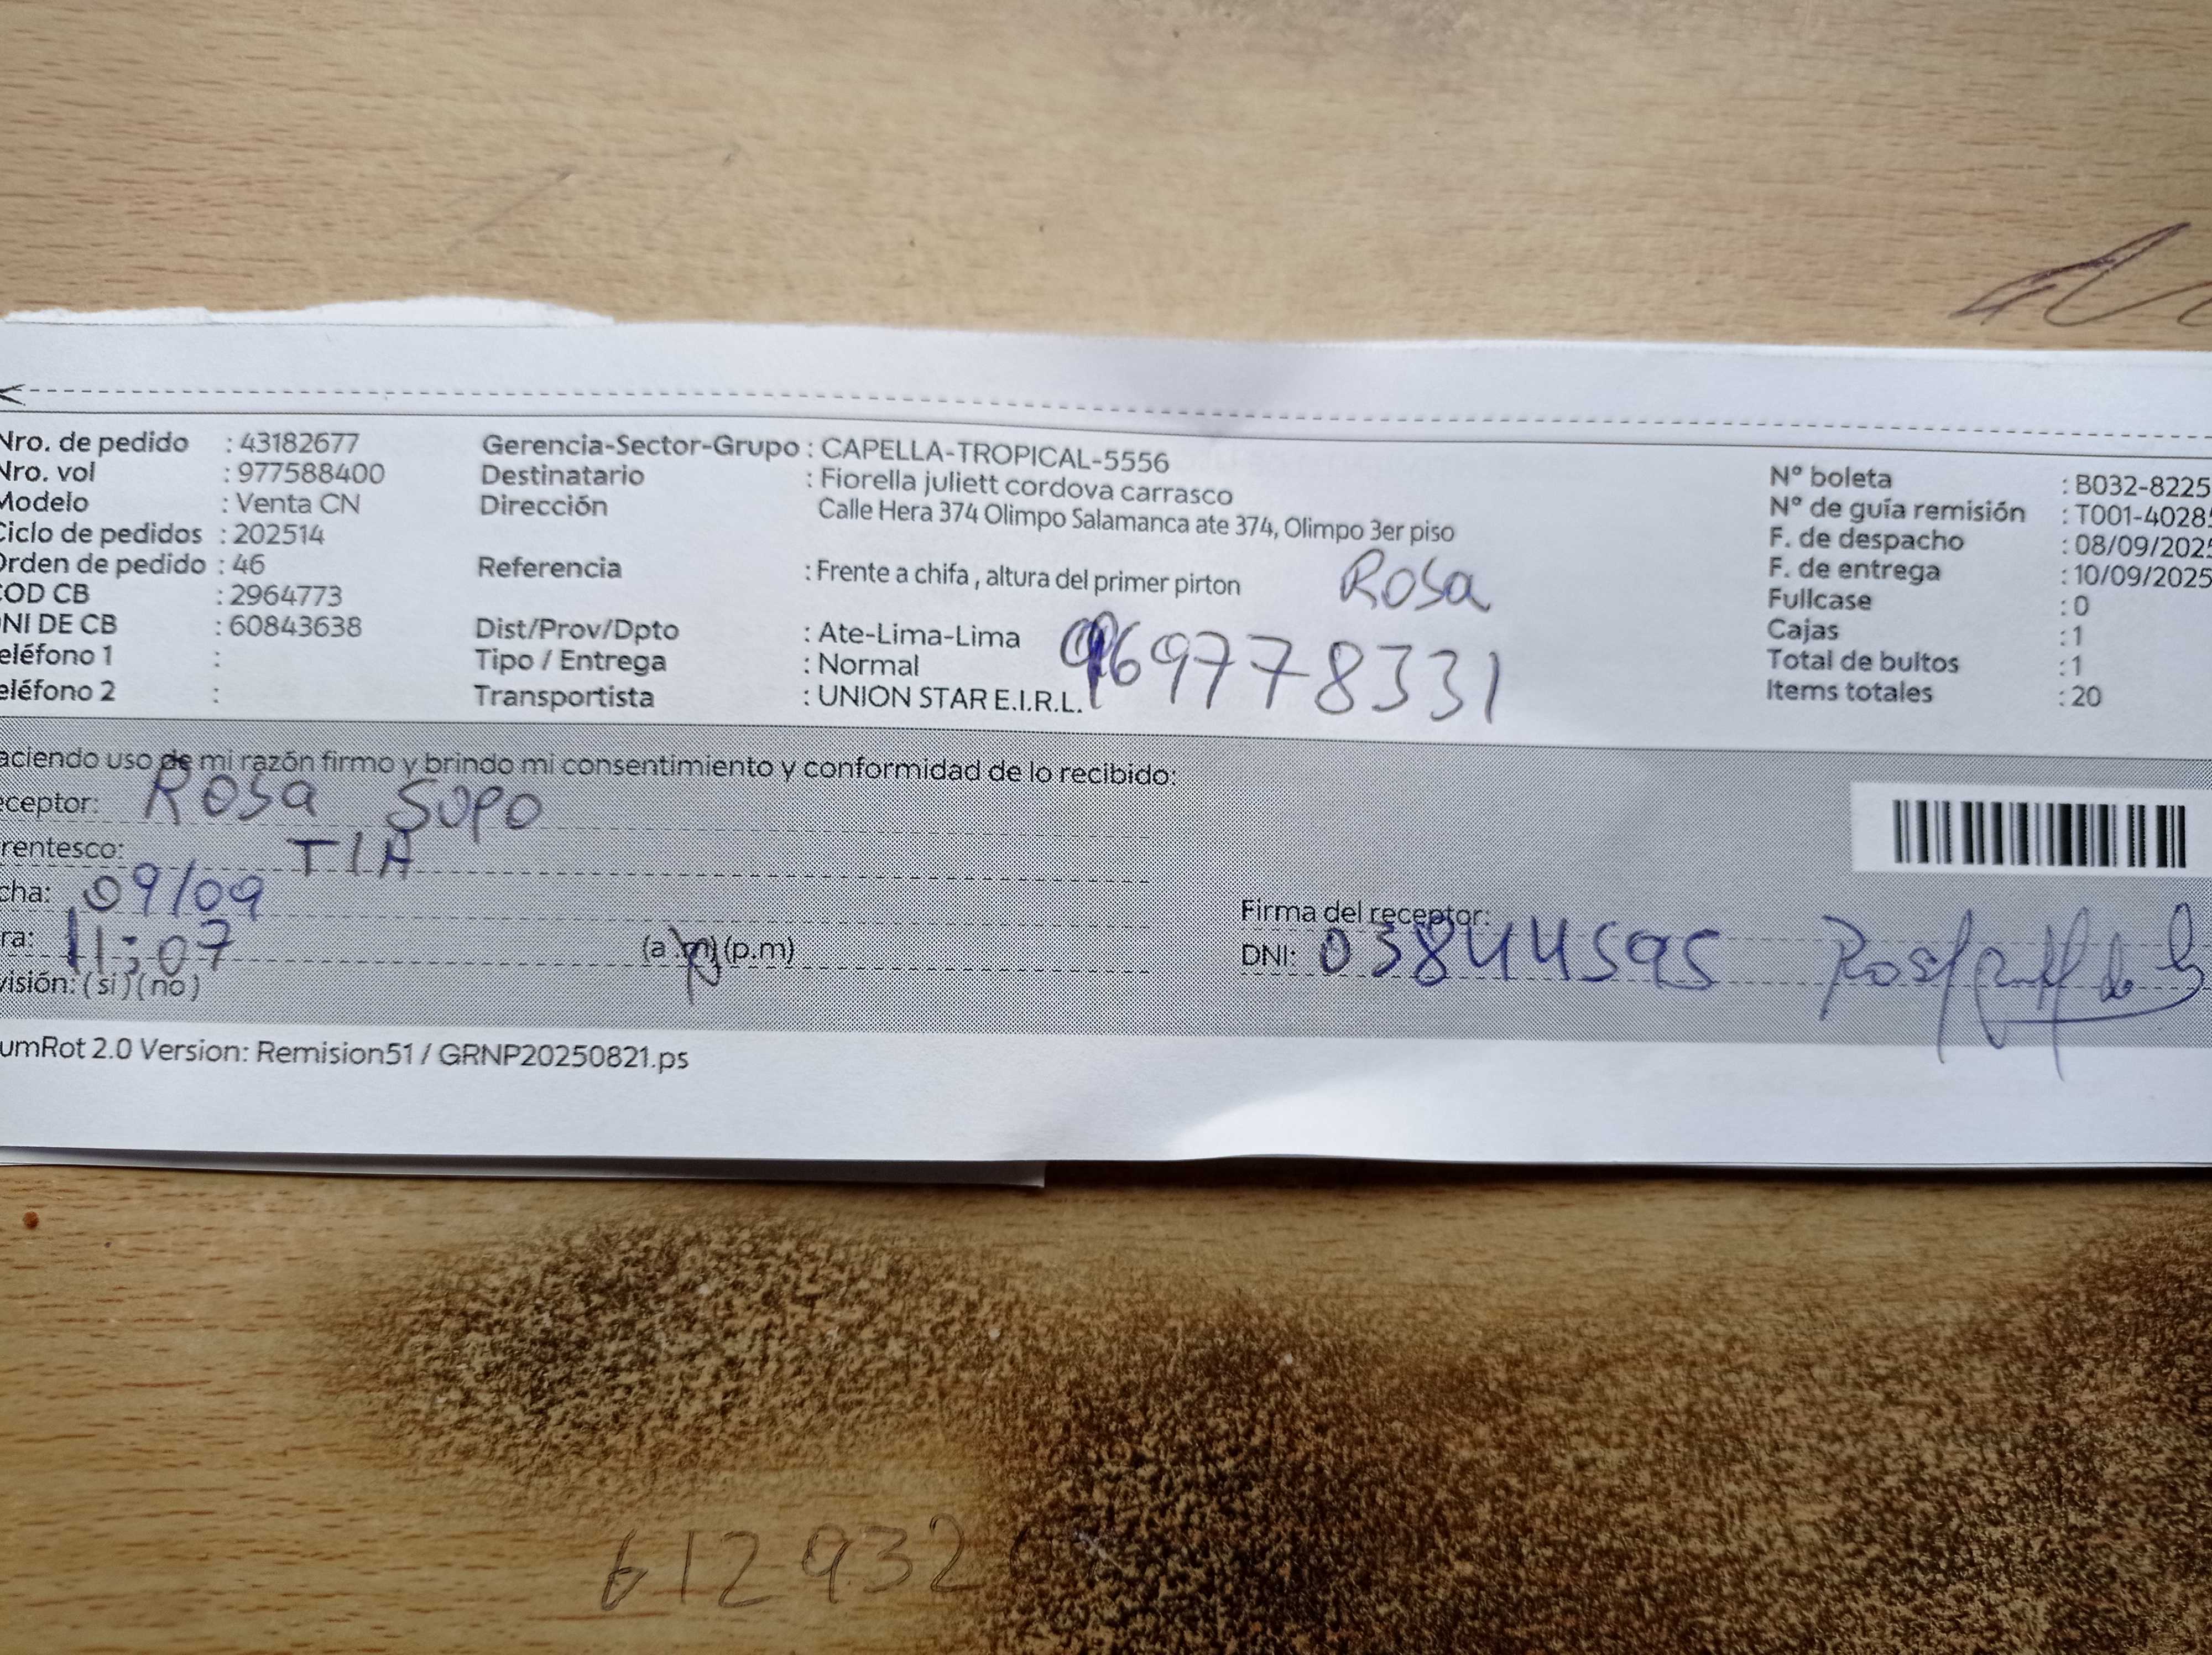 Nro. de pedido : 43182677
Nro. vol : 977588400
Modelo : Venta CN
Ciclo de pedidos : 202514
Orden de pedido : 46
COD CB : 2964773
NI DE CB : 60843638
eléfono 1 :
eléfono 2 :
Gerencia-Sector-Grupo : CAPELLA-TROPICAL-5556
Destinatario : Fiorella juliett cordova carrasco
Dirección Calle Hera 374 Olimpo Salamanca ate 374, Olimpo 3er piso
Referencia : Frente a chifa , altura del primer pirton
Rosa
Dist/Prov/Dpto : Ate-Lima-Lima
969778331
Tipo / Entrega : Normal
Transportista : UNION STAR E.I.R.L.
N° boleta : B032-8225
N° de guía remisión : T001-4028
F. de despacho : 08/09/202
F. de entrega : 10/09/2025
Fullcase : 0
Cajas : 1
Total de bultos : 1
Items totales : 20
aciendo uso de mi razón firmo y brindo mi consentimiento y conformidad de lo recibido:
ceptor: Rosa SOPO
rentesco: TIA
cha: 09/09
ra: 11:07 (a.m) (p.m)
visión: (si) (no)
Firma del receptor:
DNI: 03844595
umRot 2.0 Version: Remision51 / GRNP20250821.ps
612932